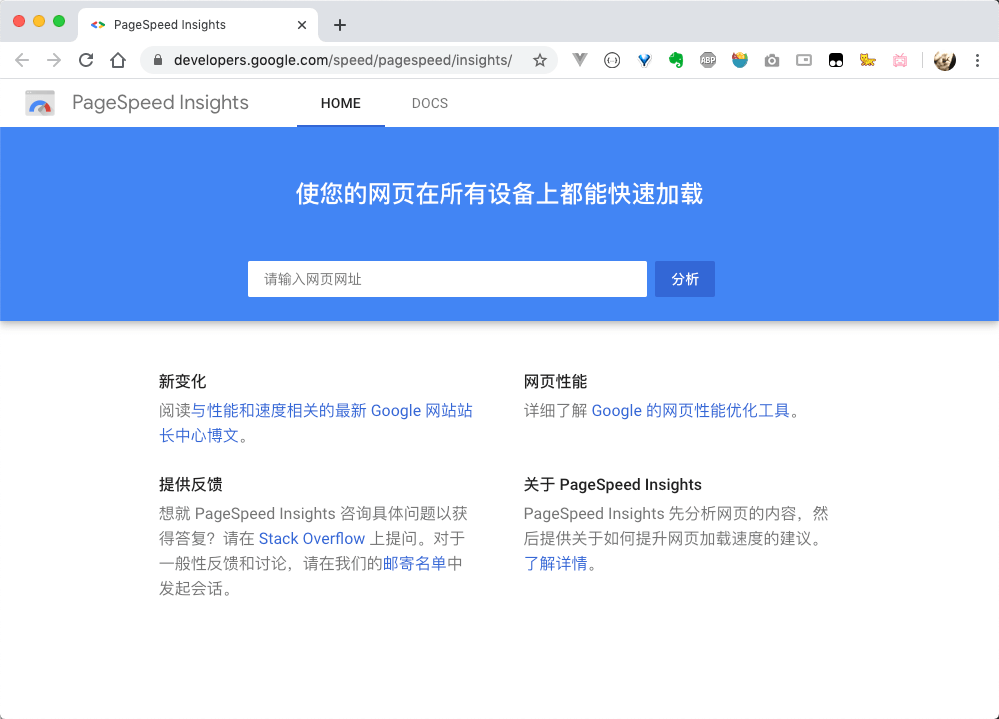 PageSpeed Insights
developers.google.com/speed/pagespeed/insights/
ABP
PageSpeed Insights
HOME
DOCS
使您的网页在所有设备上都能快速加载
请输入网页网址
分析
新变化
阅读与性能和速度相关的最新 Google 网站站
长中心博文。
网页性能
详细了解 Google 的网页性能优化工具。
提供反馈
想就 PageSpeed Insights 咨询具体问题以获
得答复？请在 Stack Overflow 上提问。对于
一般性反馈和讨论，请在我们的邮寄名单中
发起会话。
关于 PageSpeed Insights
PageSpeed Insights 先分析网页的内容，然
后提供关于如何提升网页加载速度的建议。
了解详情。